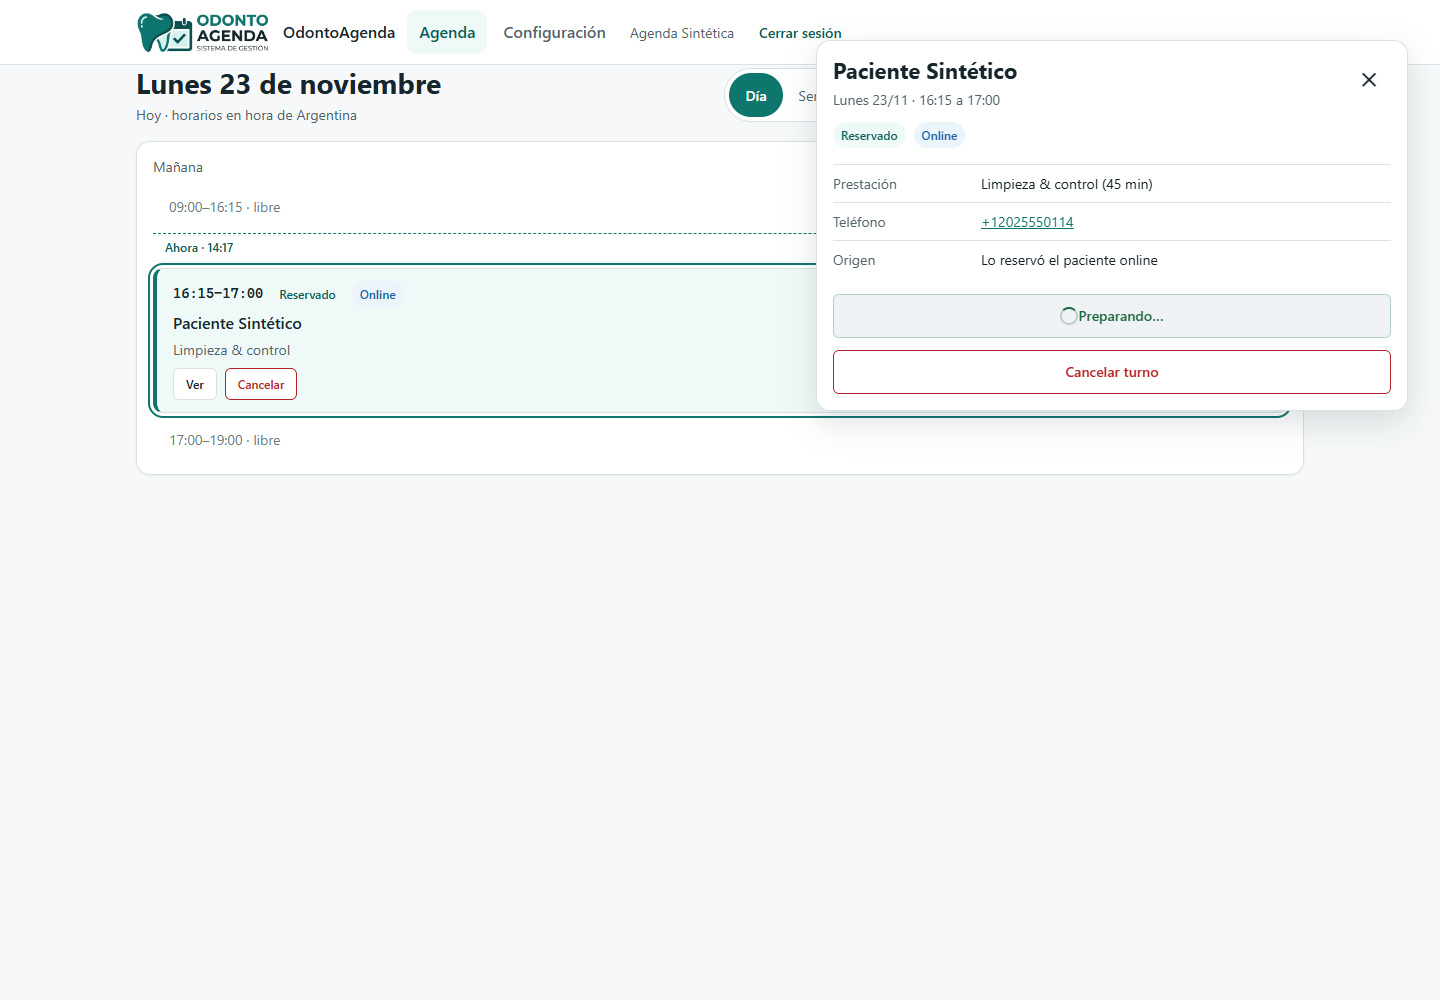 ODONTO
AGENDA
SISTEMA DE GESTIÓN
OdontoAgenda
Agenda
Configuración
Agenda Sintética
Cerrar sesión
Lunes 23 de noviembre
Hoy · horarios en hora de Argentina
Día
Mañana
09:00–16:15 · libre
Ahora · 14:17
16:15–17:00 Reservado Online
Paciente Sintético
Limpieza & control
Ver Cancelar
17:00–19:00 · libre
Paciente Sintético
Lunes 23/11 · 16:15 a 17:00
Reservado Online
Prestación Limpieza & control (45 min)
Teléfono +12025550114
Origen Lo reservó el paciente online
Preparando...
Cancelar turno